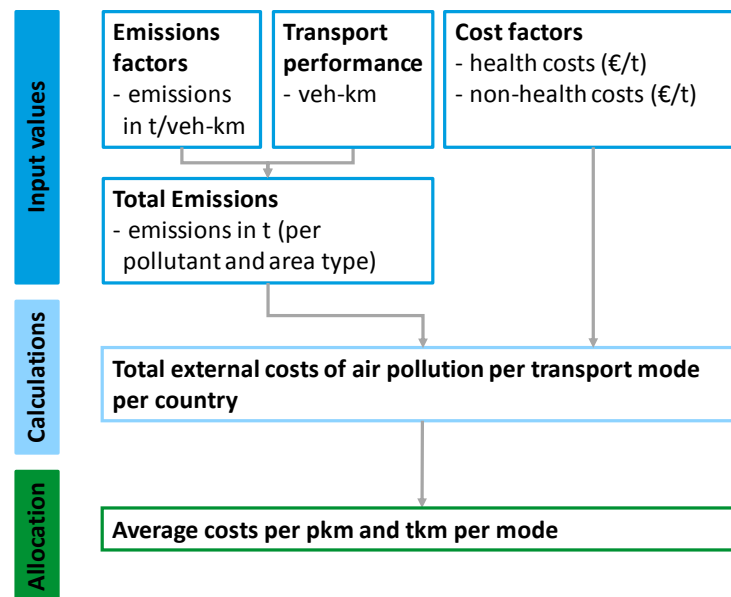 Input values
Emissions
factors
- emissions
in t/veh-km
Transport
performance
- veh-km
Cost factors
- health costs (€/t)
- non-health costs (€/t)
Total Emissions
- emissions in t (per
pollutant and area type)
Calculations
Total external costs of air pollution per transport mode
per country
Allocation
Average costs per pkm and tkm per mode